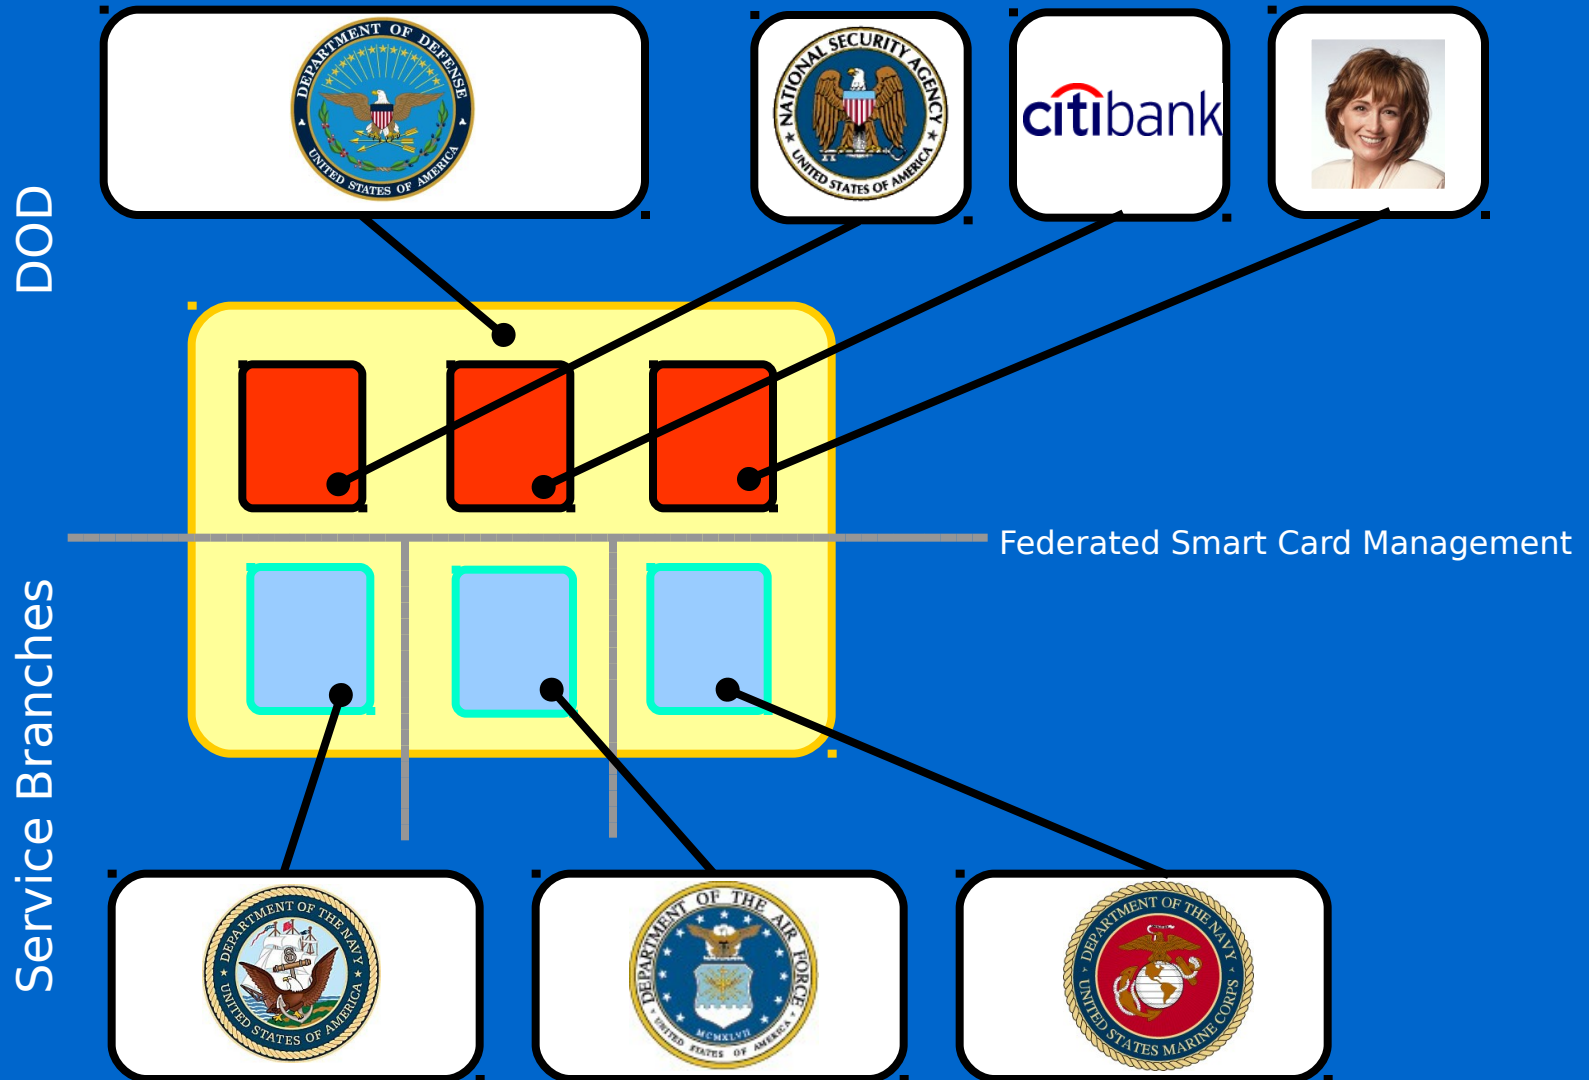 DEPARTMENT OF DEFENSE
UNITED STATES OF AMERICA
NATIONAL SECURITY AGENCY
UNITED STATES OF AMERICA
citibank
DOD
Federated Smart Card Management
Service Branches
DEPARTMENT OF THE NAVY
UNITED STATES OF AMERICA
DEPARTMENT OF THE AIR FORCE
MCMXLVII
UNITED STATES OF AMERICA
DEPARTMENT OF THE NAVY
UNITED STATES MARINE CORPS